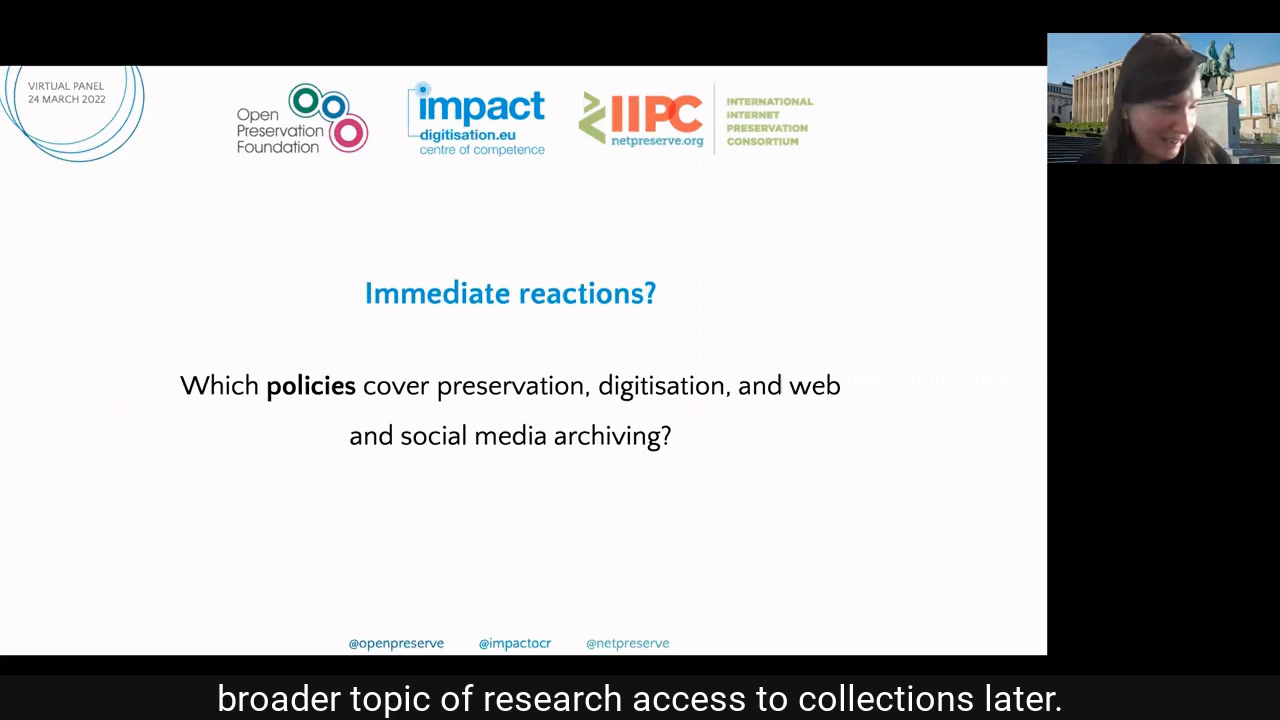 VIRTUAL PANEL
24 MARCH 2022
Open
Preservation
Foundation
impact
digitisation.eu
centre of competence
IIPC
netpreserve.org
INTERNATIONAL
INTERNET
PRESERVATION
CONSORTIUM
Immediate reactions?
Which policies cover preservation, digitisation, and web
and social media archiving?
@openpreserve @impactocr @netpreserve
broader topic of research access to collections later.